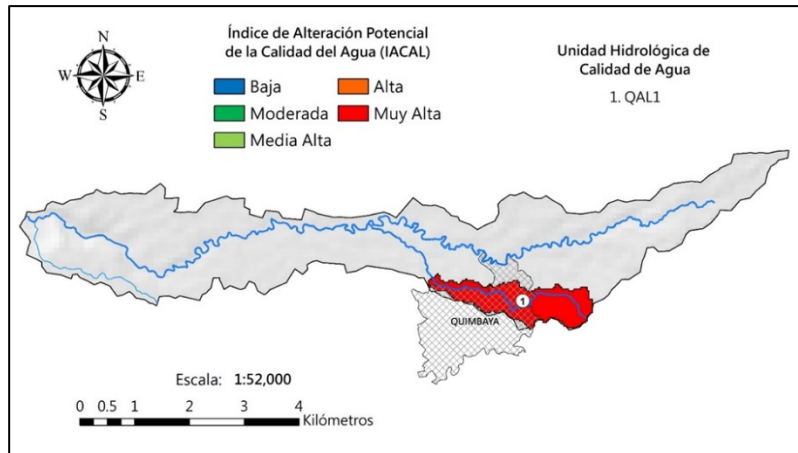 N
W E
S
Índice de Alteración Potencial
de la Calidad del Agua (IACAL)
Baja
Alta
Moderada
Muy Alta
Media Alta
Unidad Hidrológica de
Calidad de Agua
1. QAL1
1
QUIMBAYA
Escala: 1:52,000
0 0.5 1 2 3 4
Kilómetros